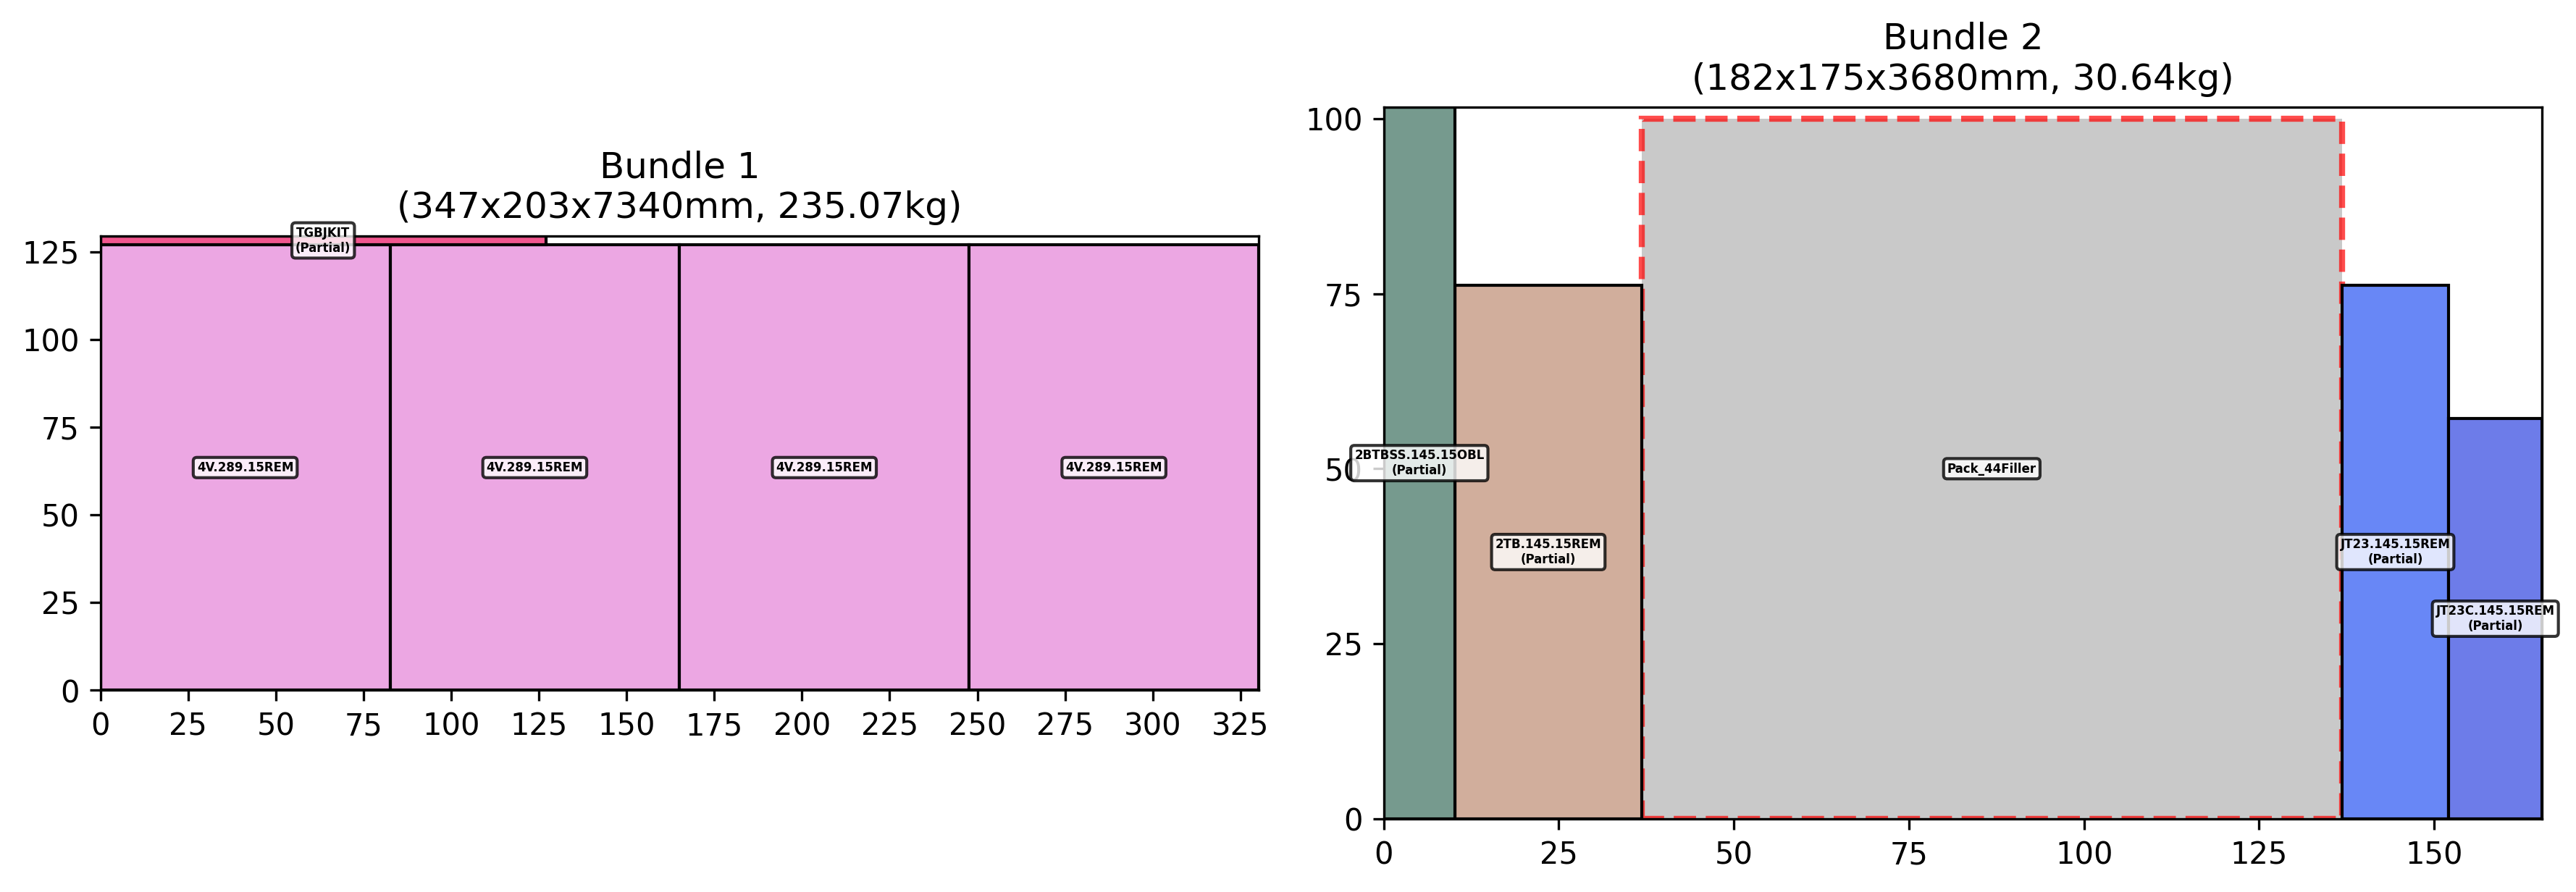 Bundle 1
(347x203x7340mm, 235.07kg)
TGBJKIT
(Partial)
125
100
75
50
25
0
4V.289.15REM
4V.289.15REM
4V.289.15REM
4V.289.15REM
0 25 50 75 100 125 150 175 200 225 250 275 300 325
Bundle 2
(182x175x3680mm, 30.64kg)
100
75
50
25
0
2BTBSS.145.15OBL
(Partial)
2TB.145.15REM
(Partial)
Pack_44Filler
JT23.145.15REM
(Partial)
JT23C.145.15REM
(Partial)
0 25 50 75 100 125 150